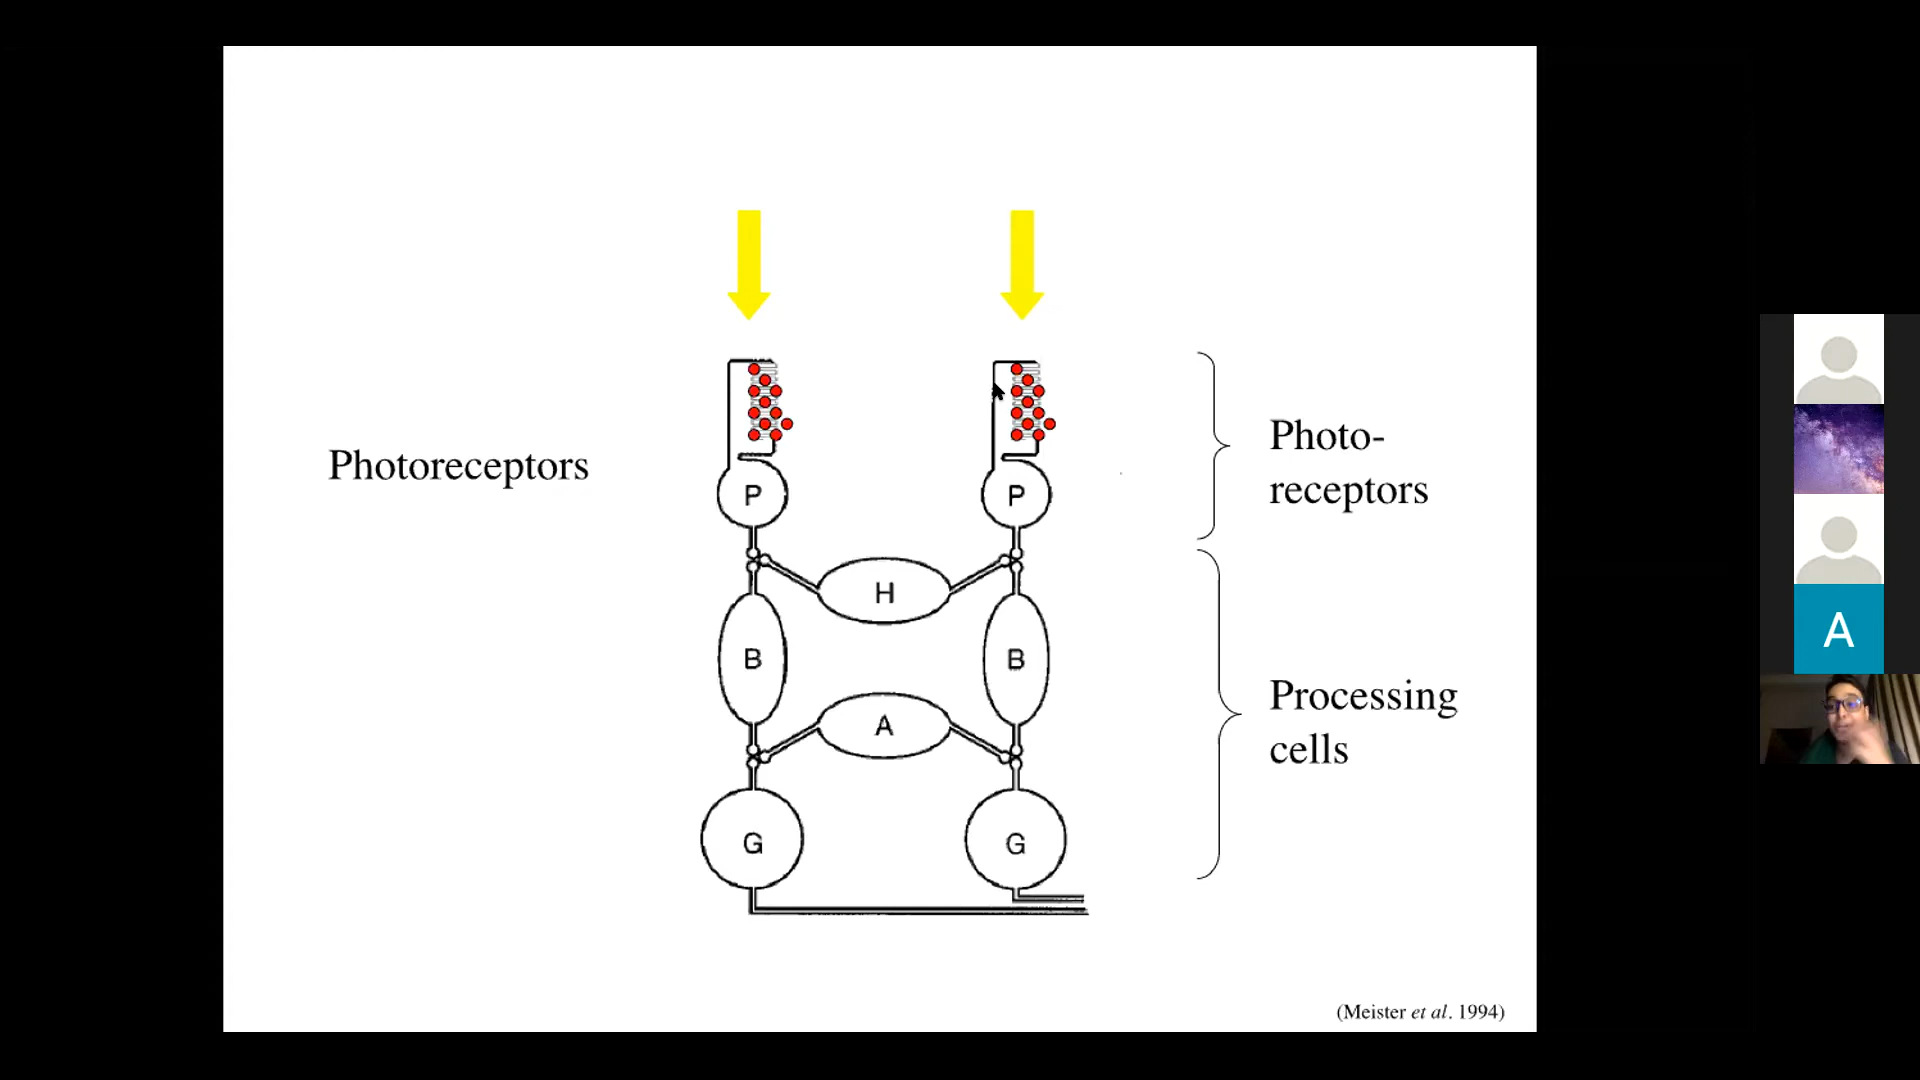 Photoreceptors
P
P
H
B
B
A
G
G
Photo-
receptors
Processing
cells
(Meister et al. 1994)
A